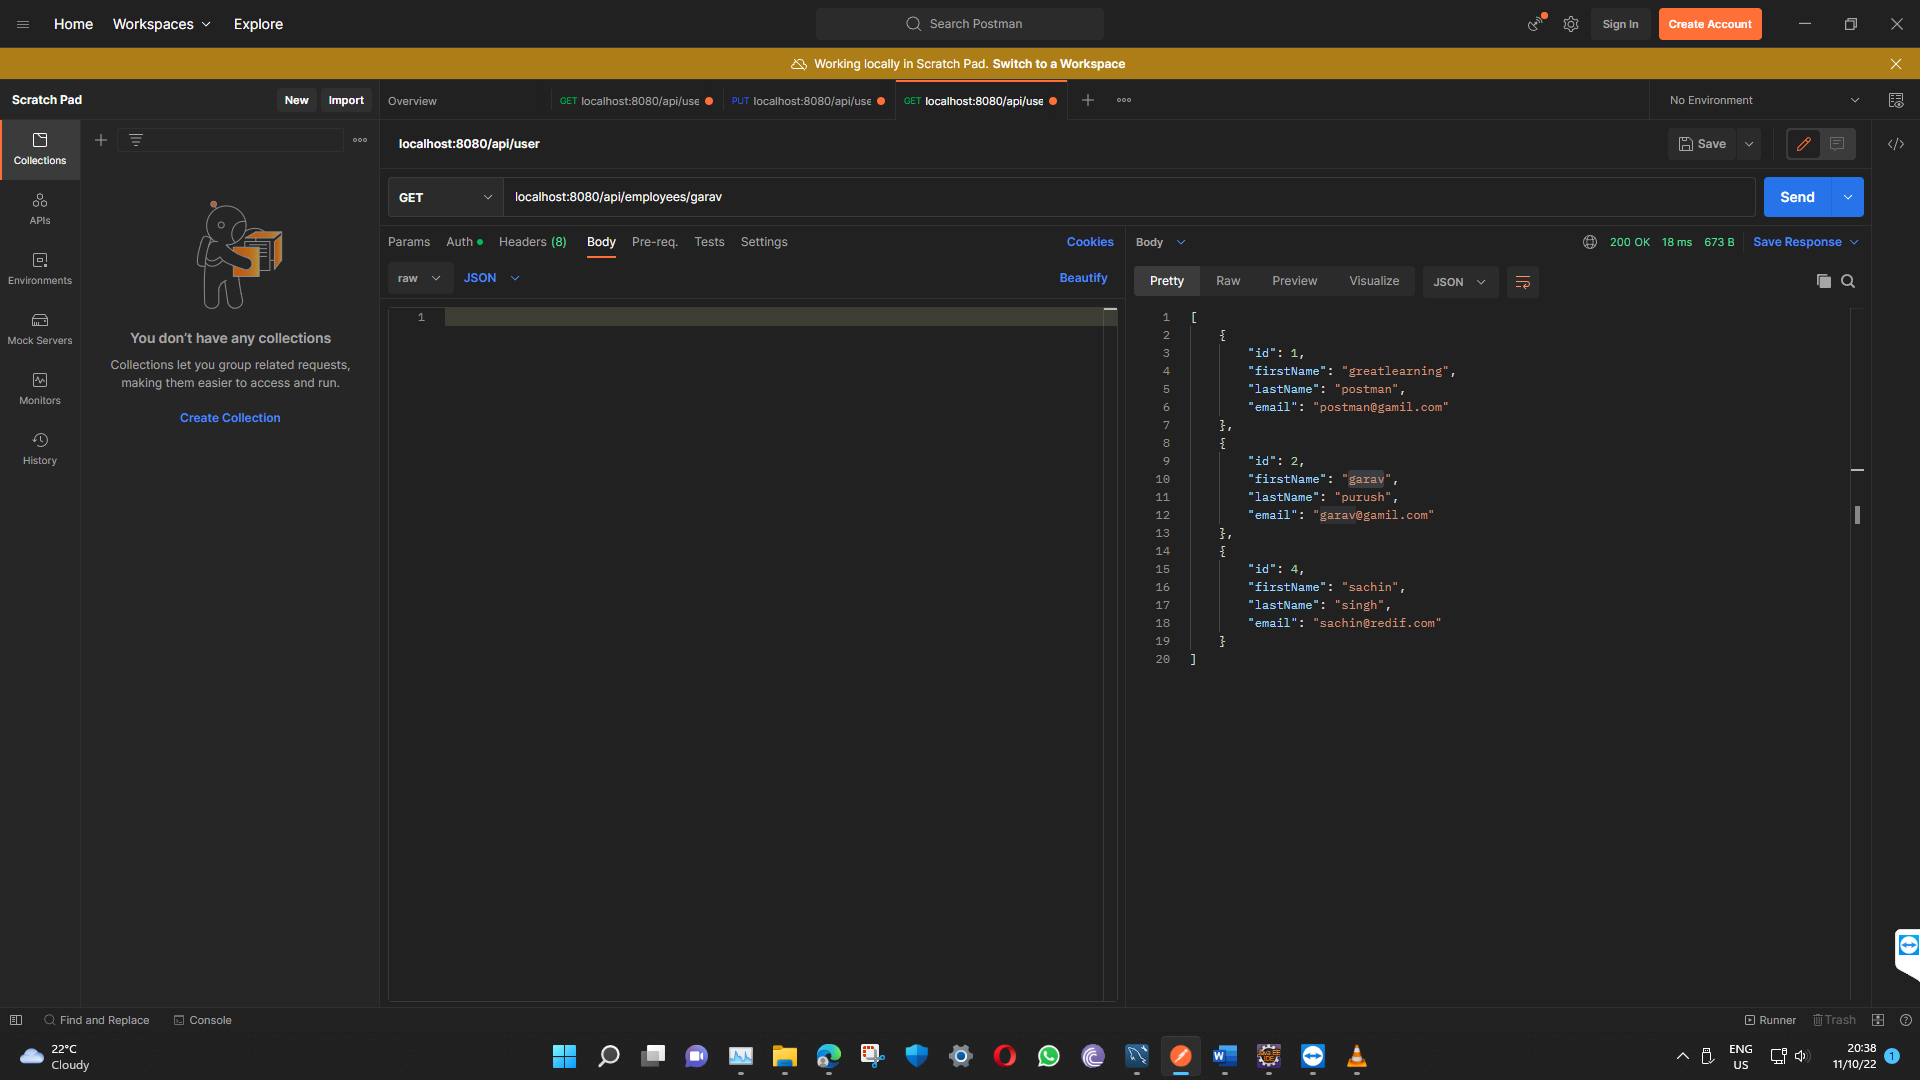 Home Workspaces Explore Search Postman Sign In Create Account
Working locally in Scratch Pad. Switch to a Workspace
Scratch Pad New Import Overview GET localhost:8080/api/use PUT localhost:8080/api/use GET localhost:8080/api/use No Environment
Collections
APIs
Environments
Mock Servers
Monitors
History
You don't have any collections
Collections let you group related requests,
making them easier to access and run.
Create Collection
localhost:8080/api/user Save
GET localhost:8080/api/employees/garav Send
Params Auth Headers (8) Body Pre-req. Tests Settings Cookies
raw JSON Beautify
1
Body 200 OK 18 ms 673 B Save Response
Pretty Raw Preview Visualize JSON
1 [
2 {
3 "id": 1,
4 "firstName": "greatlearning",
5 "lastName": "postman",
6 "email": "postman@gamil.com"
7 },
8 {
9 "id": 2,
10 "firstName": "garav",
11 "lastName": "purush",
12 "email": "garav@gamil.com"
13 },
14 {
15 "id": 4,
16 "firstName": "sachin",
17 "lastName": "singh",
18 "email": "sachin@redif.com"
19 }
20 ]
Find and Replace Console Runner Trash
22°C
Cloudy
ENG
US
20:38
11/10/22
1